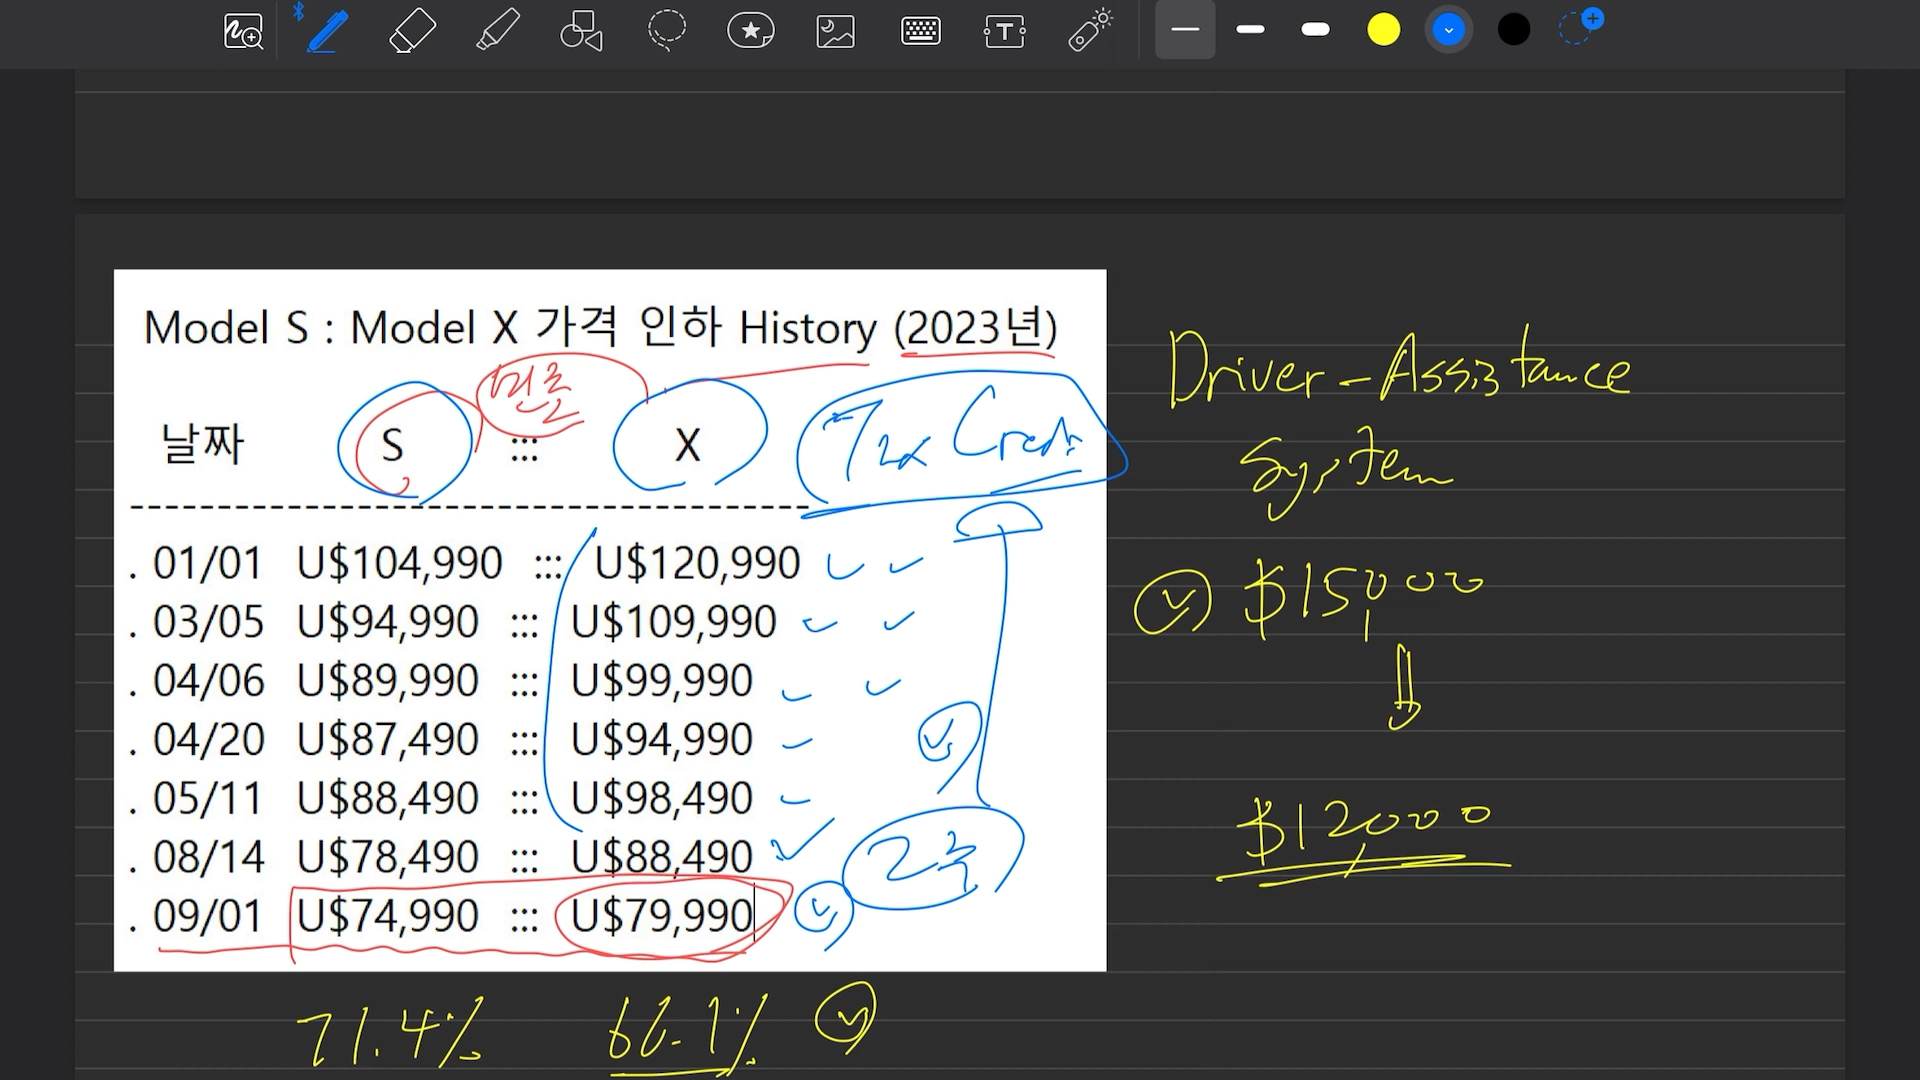 Model S : Model X 가격 인하 History (2023년)
날짜 S ::: X Tax Credit
------------------------------------
. 01/01 U$104,990 ::: U$120,990
. 03/05 U$94,990 ::: U$109,990
. 04/06 U$89,990 ::: U$99,990
. 04/20 U$87,490 ::: U$94,990
. 05/11 U$88,490 ::: U$98,490
. 08/14 U$78,490 ::: U$88,490
. 09/01 U$74,990 ::: U$79,990
2주
71.4% 66.1%
Driver-Assistance
System
$15,000
$12,000